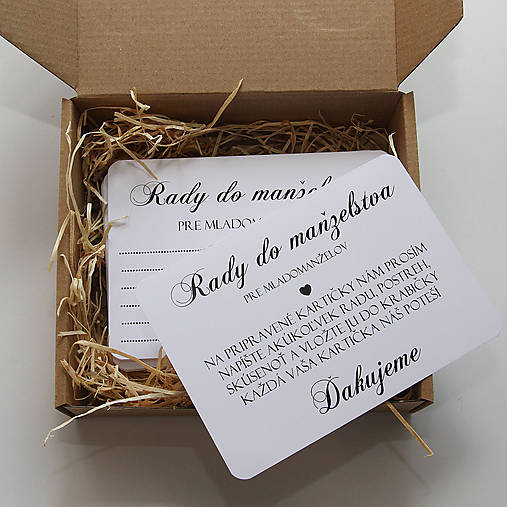 Rady do manželstva
PRE MLADOMANŽELOV
Rady do manželstva
PRE MLADOMANŽELOV
NA PRIPRAVENÉ KARTIČKY NÁM PROSÍM
NAPÍŠTE AKÚKOĽVEK RADU, POSTREH,
SKÚSENOSŤ A VLOŽTE JU DO KRABIČKY
KAŽDÁ VAŠA KARTIČKA NÁS POTEŠÍ
Ďakujeme